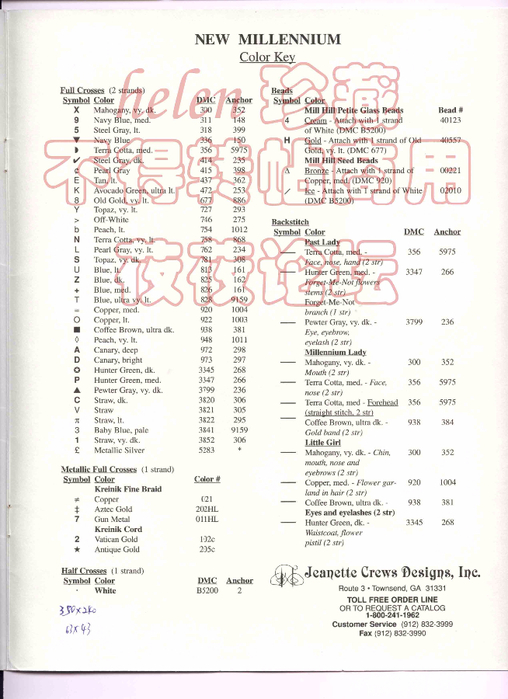 NEW MILLENNIUM
Color Key
Full Crosses (2 strands)
Symbol Color DMC Anchor
X Mahogany, vy. dk. 300 352
9 Navy Blue, med. 311 148
5 Steel Gray, lt. 318 399
▼ Navy Blue 336 150
Terra Cotta, med. 356 5975
✔ Steel Gray, dk. 414 235
¢ Pearl Gray 415 398
E Tan, lt. 437 362
K Avocado Green, ultra lt. 472 253
8 Old Gold, vy. lt. 677 886
Y Topaz, vy. lt. 727 293
> Off-White 746 275
b Peach, lt. 754 1012
N Terra Cotta, vy. lt. 758 868
L Pearl Gray, vy. lt. 762 234
S Topaz, vy. dk. 781 308
U Blue, lt. 813 161
Z Blue, dk. 825 162
+ Blue, med. 826 161
T Blue, ultra vy. lt. 828 9159
= Copper, med. 920 1004
O Copper, lt. 922 1003
■ Coffee Brown, ultra dk. 938 381
◊ Peach, vy. lt. 948 1011
A Canary, deep 972 298
D Canary, bright 973 297
✪ Hunter Green, dk. 3345 268
P Hunter Green, med. 3347 266
▲ Pewter Gray, vy. dk. 3799 236
C Straw, dk. 3820 306
V Straw 3821 305
π Straw, lt. 3822 295
3 Baby Blue, pale 3841 9159
1 Straw, vy. dk. 3852 306
£ Metallic Silver 5283 *
Metallic Full Crosses (1 strand)
Symbol Color Color #
Kreinik Fine Braid
≠ Copper 021
‡ Aztec Gold 202HL
7 Gun Metal 011HL
Kreinik Cord
2 Vatican Gold 102c
★ Antique Gold 205c
Half Crosses (1 strand)
Symbol Color DMC Anchor
· White B5200 2
350×240
63×43
Beads
Symbol Color
Mill Hill Petite Glass Beads Bead #
4 Cream - Attach with 1 strand 40123
of White (DMC B5200)
H Gold - Attach with 1 strand of Old 40557
Gold, vy. lt. (DMC 677)
Mill Hill Seed Beads
Δ Bronze - Attach with 1 strand of 00221
Copper, med. (DMC 920)
/ Ice - Attach with 1 strand of White 02010
(DMC B5200)
Backstitch
Symbol Color DMC Anchor
Past Lady
Terra Cotta, med. - 356 5975
Face, nose, hand (2 str)
Hunter Green, med. - 3347 266
Forget-Me-Not flowers
stems (2 str)
Forget-Me-Not
branch (1 str)
Pewter Gray, vy. dk. - 3799 236
Eye, eyebrow,
eyelash (2 str)
Millennium Lady
Mahogany, vy. dk. - 300 352
Mouth (2 str)
Terra Cotta, med. - Face, 356 5975
nose (2 str)
Terra Cotta, med - Forehead 356 5975
(straight stitch, 2 str)
Coffee Brown, ultra dk. - 938 384
Gold band (2 str)
Little Girl
Mahogany, vy. dk. - Chin, 300 352
mouth, nose and
eyebrows (2 str)
Copper, med. - Flower gar- 920 1004
land in hair (2 str)
Coffee Brown, ultra dk. - 938 381
Eyes and eyelashes (2 str)
Hunter Green, dk. - 3345 268
Waistcoat, flower
pistil (2 str)
Jeanette Crews Designs, Inc.
Route 3 • Townsend, GA 31331
TOLL FREE ORDER LINE
OR TO REQUEST A CATALOG
1-800-241-1962
Customer Service (912) 832-3999
Fax (912) 832-3990
helen 珍藏
不得轉帖商用
夜夜论坛